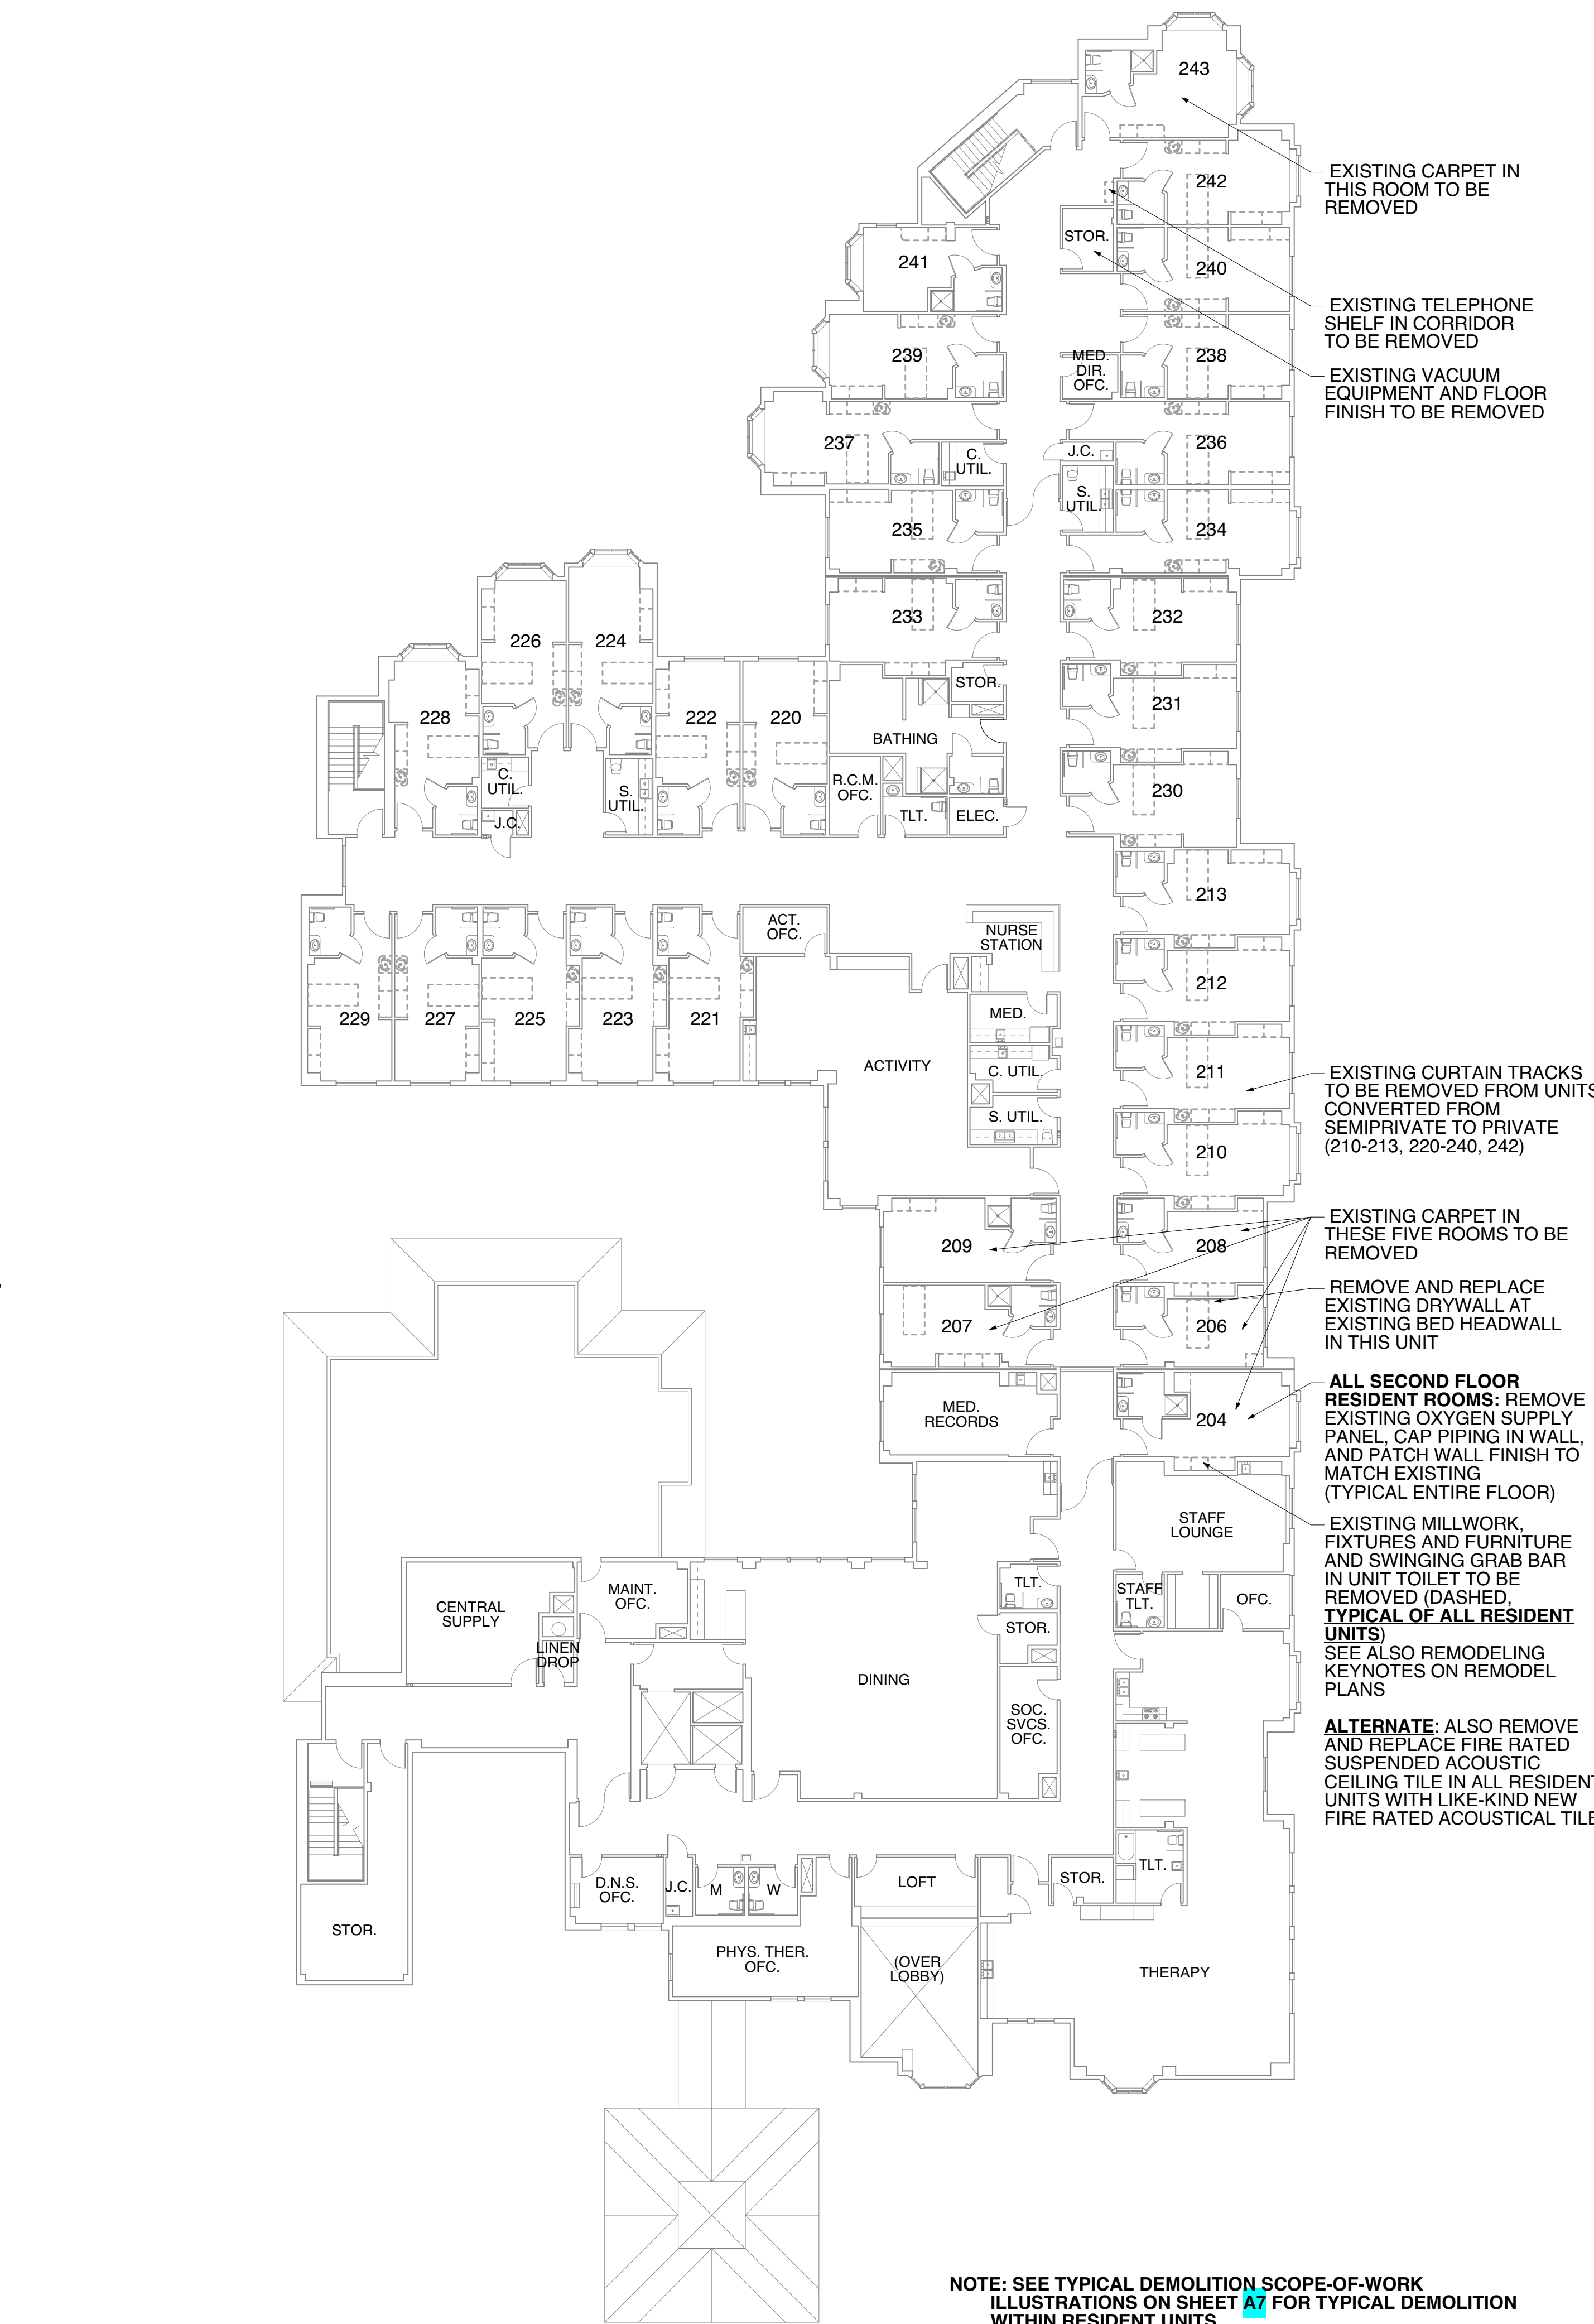 243
EXISTING CARPET IN
THIS ROOM TO BE
REMOVED
242
STOR.
241
240
EXISTING TELEPHONE
SHELF IN CORRIDOR
TO BE REMOVED
239
MED.
DIR.
OFC.
238
EXISTING VACUUM
EQUIPMENT AND FLOOR
FINISH TO BE REMOVED
237
C.
UTIL.
J.C.
236
S.
UTIL.
235
234
233
232
226
224
STOR.
228
222
220
231
BATHING
C.
UTIL.
S.
UTIL.
R.C.M.
OFC.
230
J.C.
TLT.
ELEC.
213
ACT.
OFC.
NURSE
STATION
212
229
227
225
223
221
MED.
ACTIVITY
C. UTIL.
211
S. UTIL.
210
EXISTING CURTAIN TRACKS
TO BE REMOVED FROM UNITS
CONVERTED FROM
SEMIPRIVATE TO PRIVATE
(210-213, 220-240, 242)
209
208
EXISTING CARPET IN
THESE FIVE ROOMS TO BE
REMOVED
207
206
REMOVE AND REPLACE
EXISTING DRYWALL AT
EXISTING BED HEADWALL
IN THIS UNIT
MED.
RECORDS
204
ALL SECOND FLOOR
RESIDENT ROOMS: REMOVE
EXISTING OXYGEN SUPPLY
PANEL, CAP PIPING IN WALL,
AND PATCH WALL FINISH TO
MATCH EXISTING
(TYPICAL ENTIRE FLOOR)
STAFF
LOUNGE
EXISTING MILLWORK,
FIXTURES AND FURNITURE
AND SWINGING GRAB BAR
IN UNIT TOILET TO BE
REMOVED (DASHED,
TYPICAL OF ALL RESIDENT
UNITS)
SEE ALSO REMODELING
KEYNOTES ON REMODEL
PLANS
CENTRAL
SUPPLY
MAINT.
OFC.
TLT.
STAFF
TLT.
OFC.
LINEN
DROP
STOR.
DINING
SOC.
SVCS.
OFC.
ALTERNATE: ALSO REMOVE
AND REPLACE FIRE RATED
SUSPENDED ACOUSTIC
CEILING TILE IN ALL RESIDENT
UNITS WITH LIKE-KIND NEW
FIRE RATED ACOUSTICAL TILE
D.N.S.
OFC.
J.C.
M
W
LOFT
STOR.
TLT.
STOR.
PHYS. THER.
OFC.
(OVER
LOBBY)
THERAPY
NOTE: SEE TYPICAL DEMOLITION SCOPE-OF-WORK
ILLUSTRATIONS ON SHEET A7 FOR TYPICAL DEMOLITION
WITHIN RESIDENT UNITS